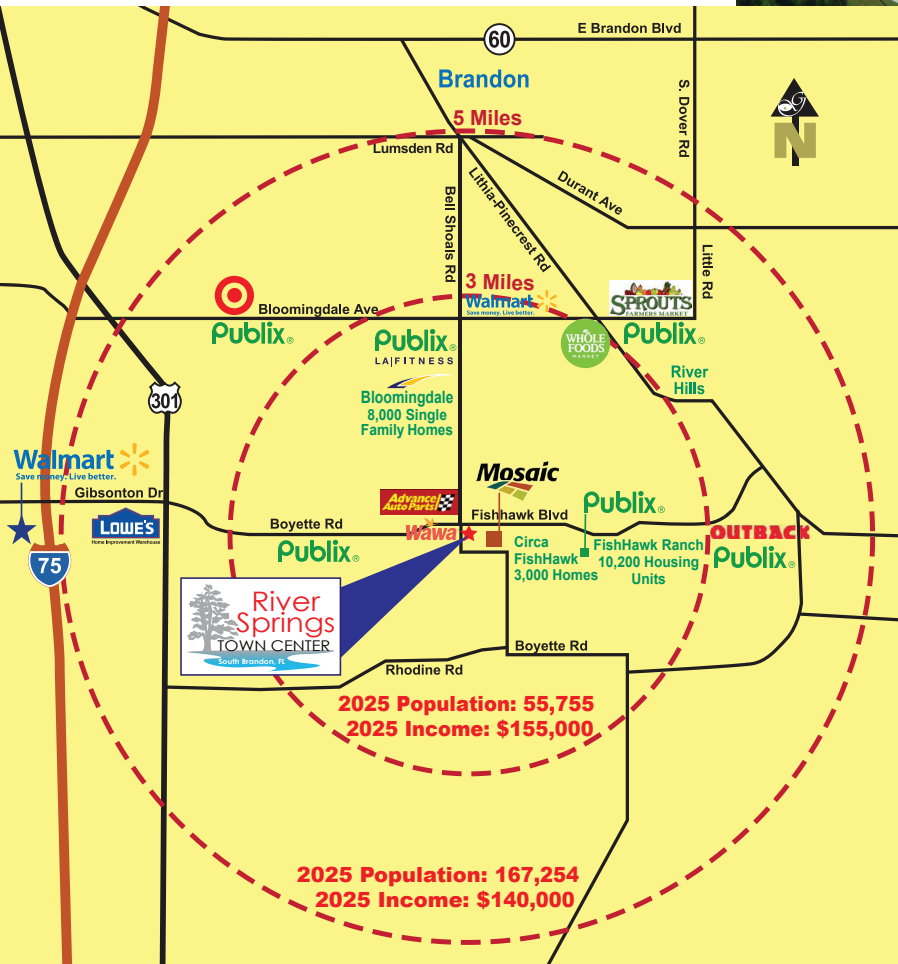 E Brandon Blvd
60
Brandon
S. Dover Rd
N
5 Miles
Lumsden Rd
Bell Shoals Rd
Lithia-Pinecrest Rd
Durant Ave
Little Rd
3 Miles
Walmart
Save money. Live better.
SPROUTS
FARMERS MARKET
Bloomingdale Ave
Publix®
Publix®
LA|FITNESS
WHOLE
FOODS
MARKET
Publix®
River
Hills
Bloomingdale
8,000 Single
Family Homes
301
Walmart
Save money. Live better.
Gibsonton Dr
LOWE'S
Home Improvement Warehouse
75
Mosaic
Advance
Auto Parts
Fishhawk Blvd
Publix®
Boyette Rd
Wawa
Publix®
Circa
FishHawk
3,000 Homes
FishHawk Ranch
10,200 Housing
Units
OUTBACK
Publix®
River
Springs
TOWN CENTER
South Brandon, FL
Boyette Rd
Rhodine Rd
2025 Population: 55,755
2025 Income: $155,000
2025 Population: 167,254
2025 Income: $140,000